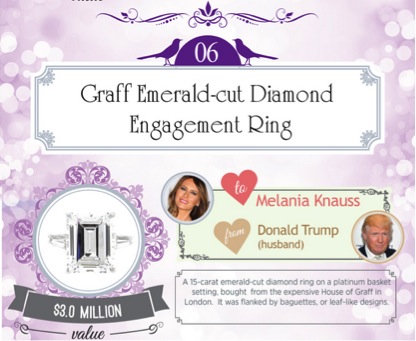 06
Graff Emerald-cut Diamond
Engagement Ring
to
Melania Knauss
from
Donald Trump
(husband)
A 15-carat emerald-cut diamond ring on a platinum basket
setting, bought from the expensive House of Graff in
London. It was flanked by baguettes, or leaf-like designs.
$3.0 MILLION
value